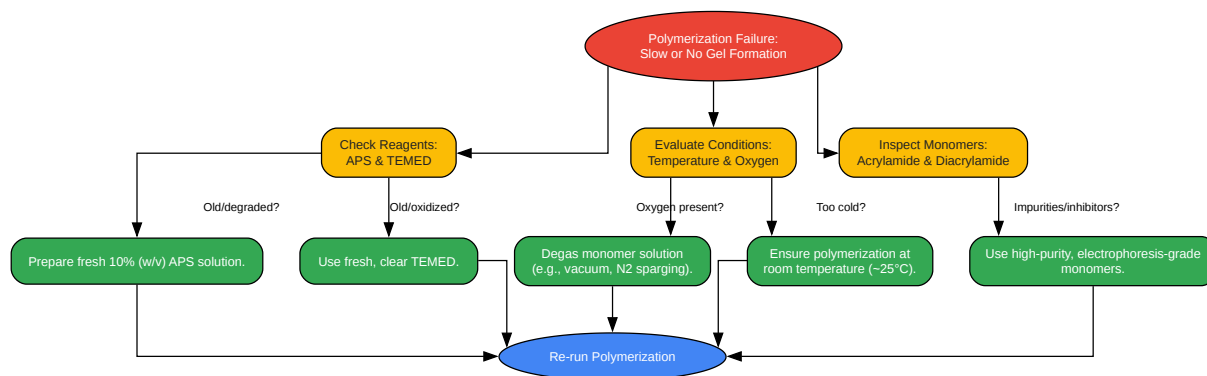 Polymerization Failure:
Slow or No Gel Formation
Check Reagents:
APS & TEMED
Evaluate Conditions:
Temperature & Oxygen
Inspect Monomers:
Acrylamide & Diacrylamide
Old/degraded?
Old/oxidized?
Oxygen present?
Too cold?
Impurities/inhibitors?
Prepare fresh 10% (w/v) APS solution.
Use fresh, clear TEMED.
Degas monomer solution
(e.g., vacuum, N2 sparging).
Ensure polymerization at
room temperature (~25°C).
Use high-purity, electrophoresis-grade
monomers.
Re-run Polymerization